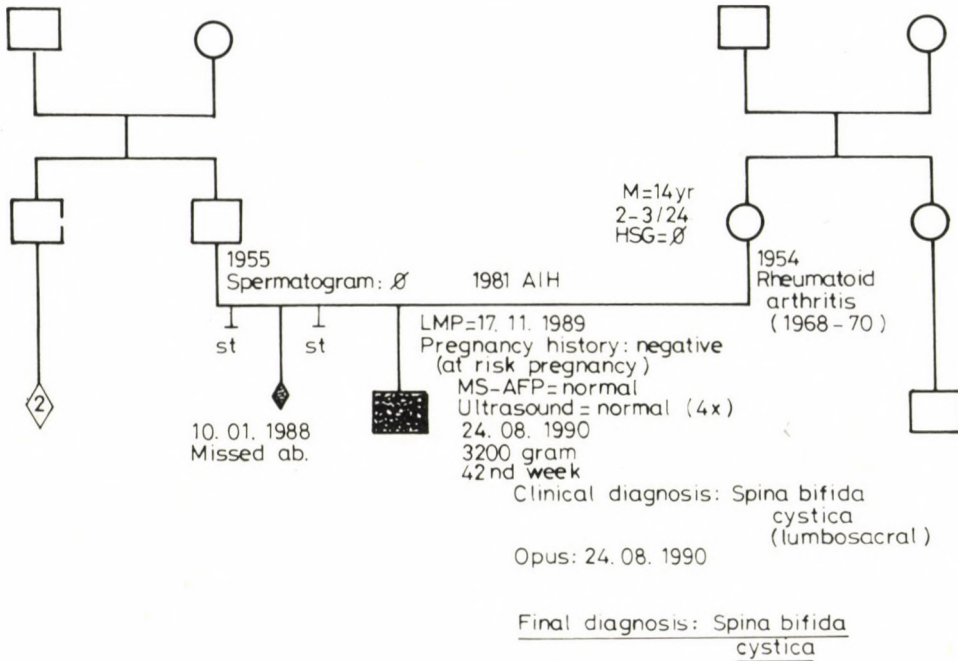 M=14yr
2-3/24
HSG=Ø
1955
Spermatogram: Ø
1981 AIH
1954
Rheumatoid
arthritis
(1968-70)
st
st
LMP=17. 11. 1989
Pregnancy history: negative
(at risk pregnancy)
MS-AFP=normal
Ultrasound=normal (4x)
24. 08. 1990
3200 gram
42nd week
2
10. 01. 1988
Missed ab.
Clinical diagnosis: Spina bifida
cystica
(lumbosacral)
Opus: 24. 08. 1990
Final diagnosis: Spina bifida
cystica